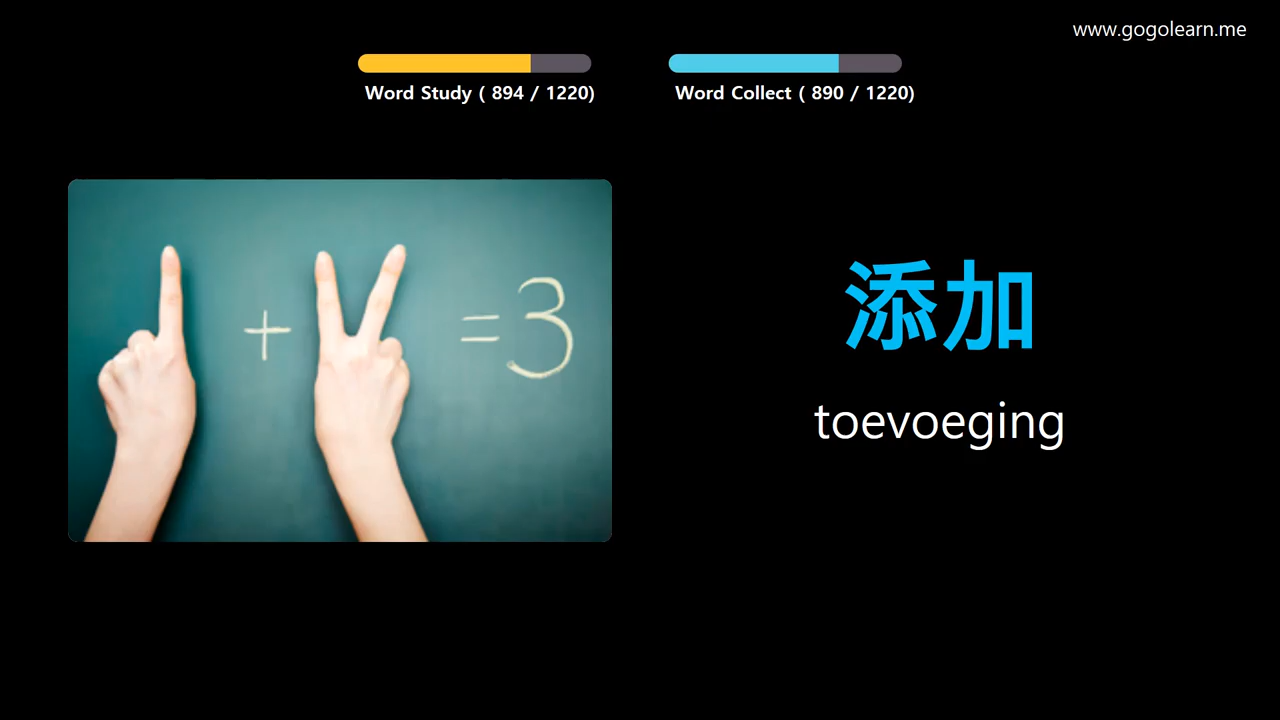 www.gogolearn.me
Word Study ( 894 / 1220)
Word Collect ( 890 / 1220)
+ = 3
添加
toevoeging